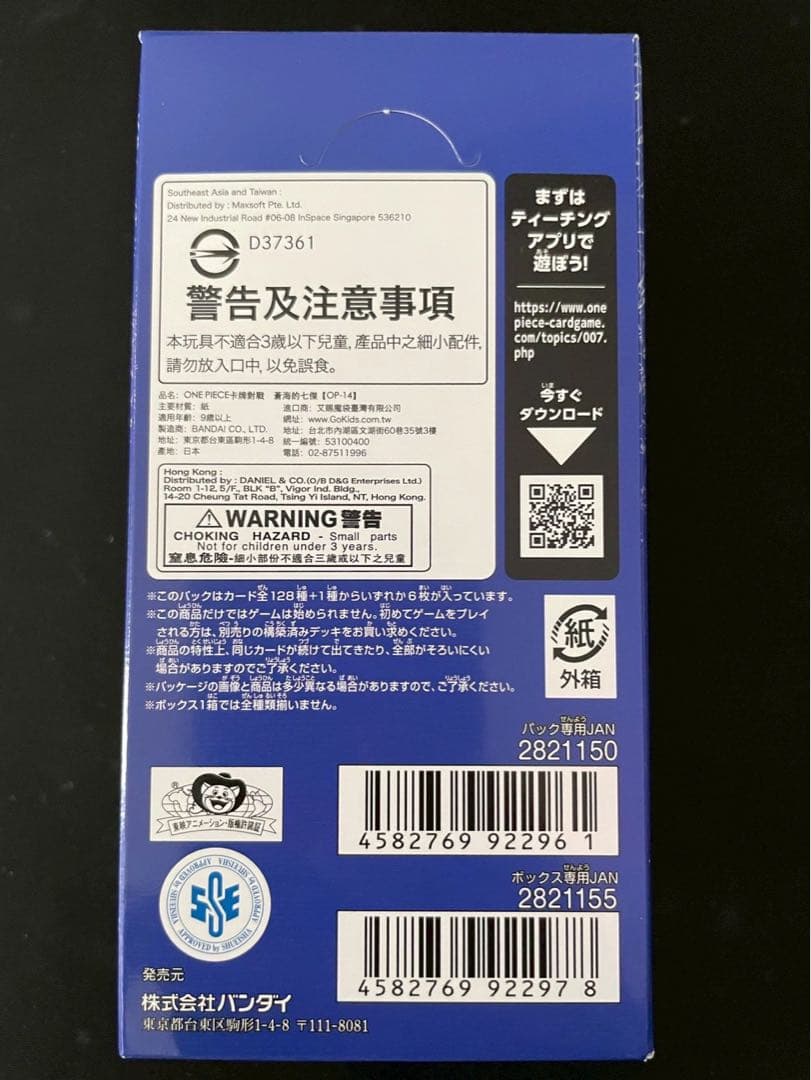 Southeast Asia and Taiwan :
Distributed by : Maxsoft Pte. Ltd.
24 New Industrial Road #06-08 InSpace Singapore 536210
D37361
警告及注意事項
本玩具不適合3歲以下兒童,產品中之細小配件,
請勿放入口中,以免誤食。
品名: ONE PIECE卡牌對戰 蒼海的七傑【OP-14】
主要材質: 紙
適用年齡: 9歲以上
製造商: BANDAI CO., LTD.
地址: 東京都台東區駒形1-4-8
產地: 日本
進口商: 艾賜魔袋臺灣有限公司
網址: www.GoKids.com.tw
地址: 台北市內湖區文湖街60巷35號3樓
統一編號: 53100400
電話: 02-87511996
Hong Kong :
Distributed by : DANIEL & CO.(O/B D&G Enterprises Ltd.)
Room 1-12, 5/F., BLK "B", Vigor Ind. Bldg.,
14-20 Cheung Tat Road, Tsing Yi Island, NT, Hong Kong.
WARNING 警告
CHOKING HAZARD - Small parts
Not for children under 3 years.
窒息危險-細小部份不適合三歲或以下之兒童
まずは
ティーチング
アプリで
遊ぼう!
https://www.one
piece-cardgame.
com/topics/007.
php
今すぐ
ダウンロード
※このパックはカード全128種+1種からいずれか6枚が入っています。
※この商品だけではゲームは始められません。初めてゲームをプレイ
される方は、別売りの構築済みデッキをお買い求めください。
※商品の特性上、同じカードが続けて出てきたり、全部がそろいにくい
場合がありますのでご了承ください。
※パッケージの画像と商品は多少異なる場合がありますので、ご了承ください。
※ボックス1箱では全種類揃いません。
紙
外箱
パック専用JAN
2821150
4582769 922961
ボックス専用JAN
2821155
4582769 922978
東映アニメーション・版権許諾証
APPROVED by SHUEISHA
発売元
株式会社バンダイ
東京都台東区駒形1-4-8 〒111-8081